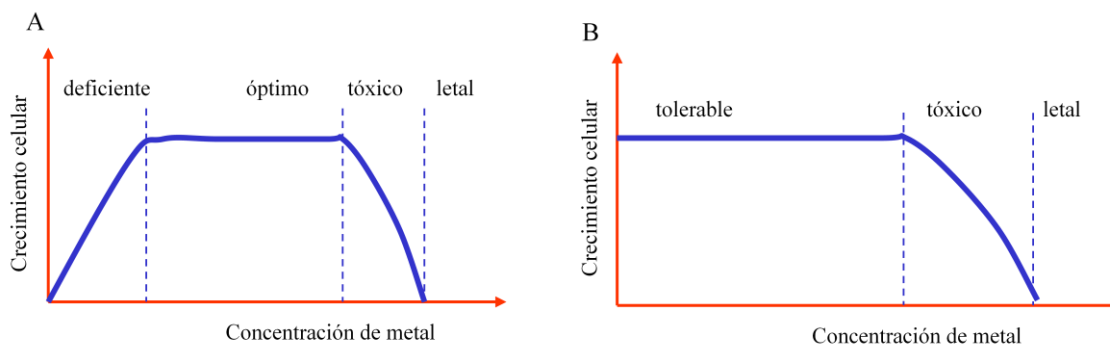 A
deficiente óptimo tóxico letal
Crecimiento celular
Concentración de metal
B
tolerable tóxico letal
Crecimiento celular
Concentración de metal